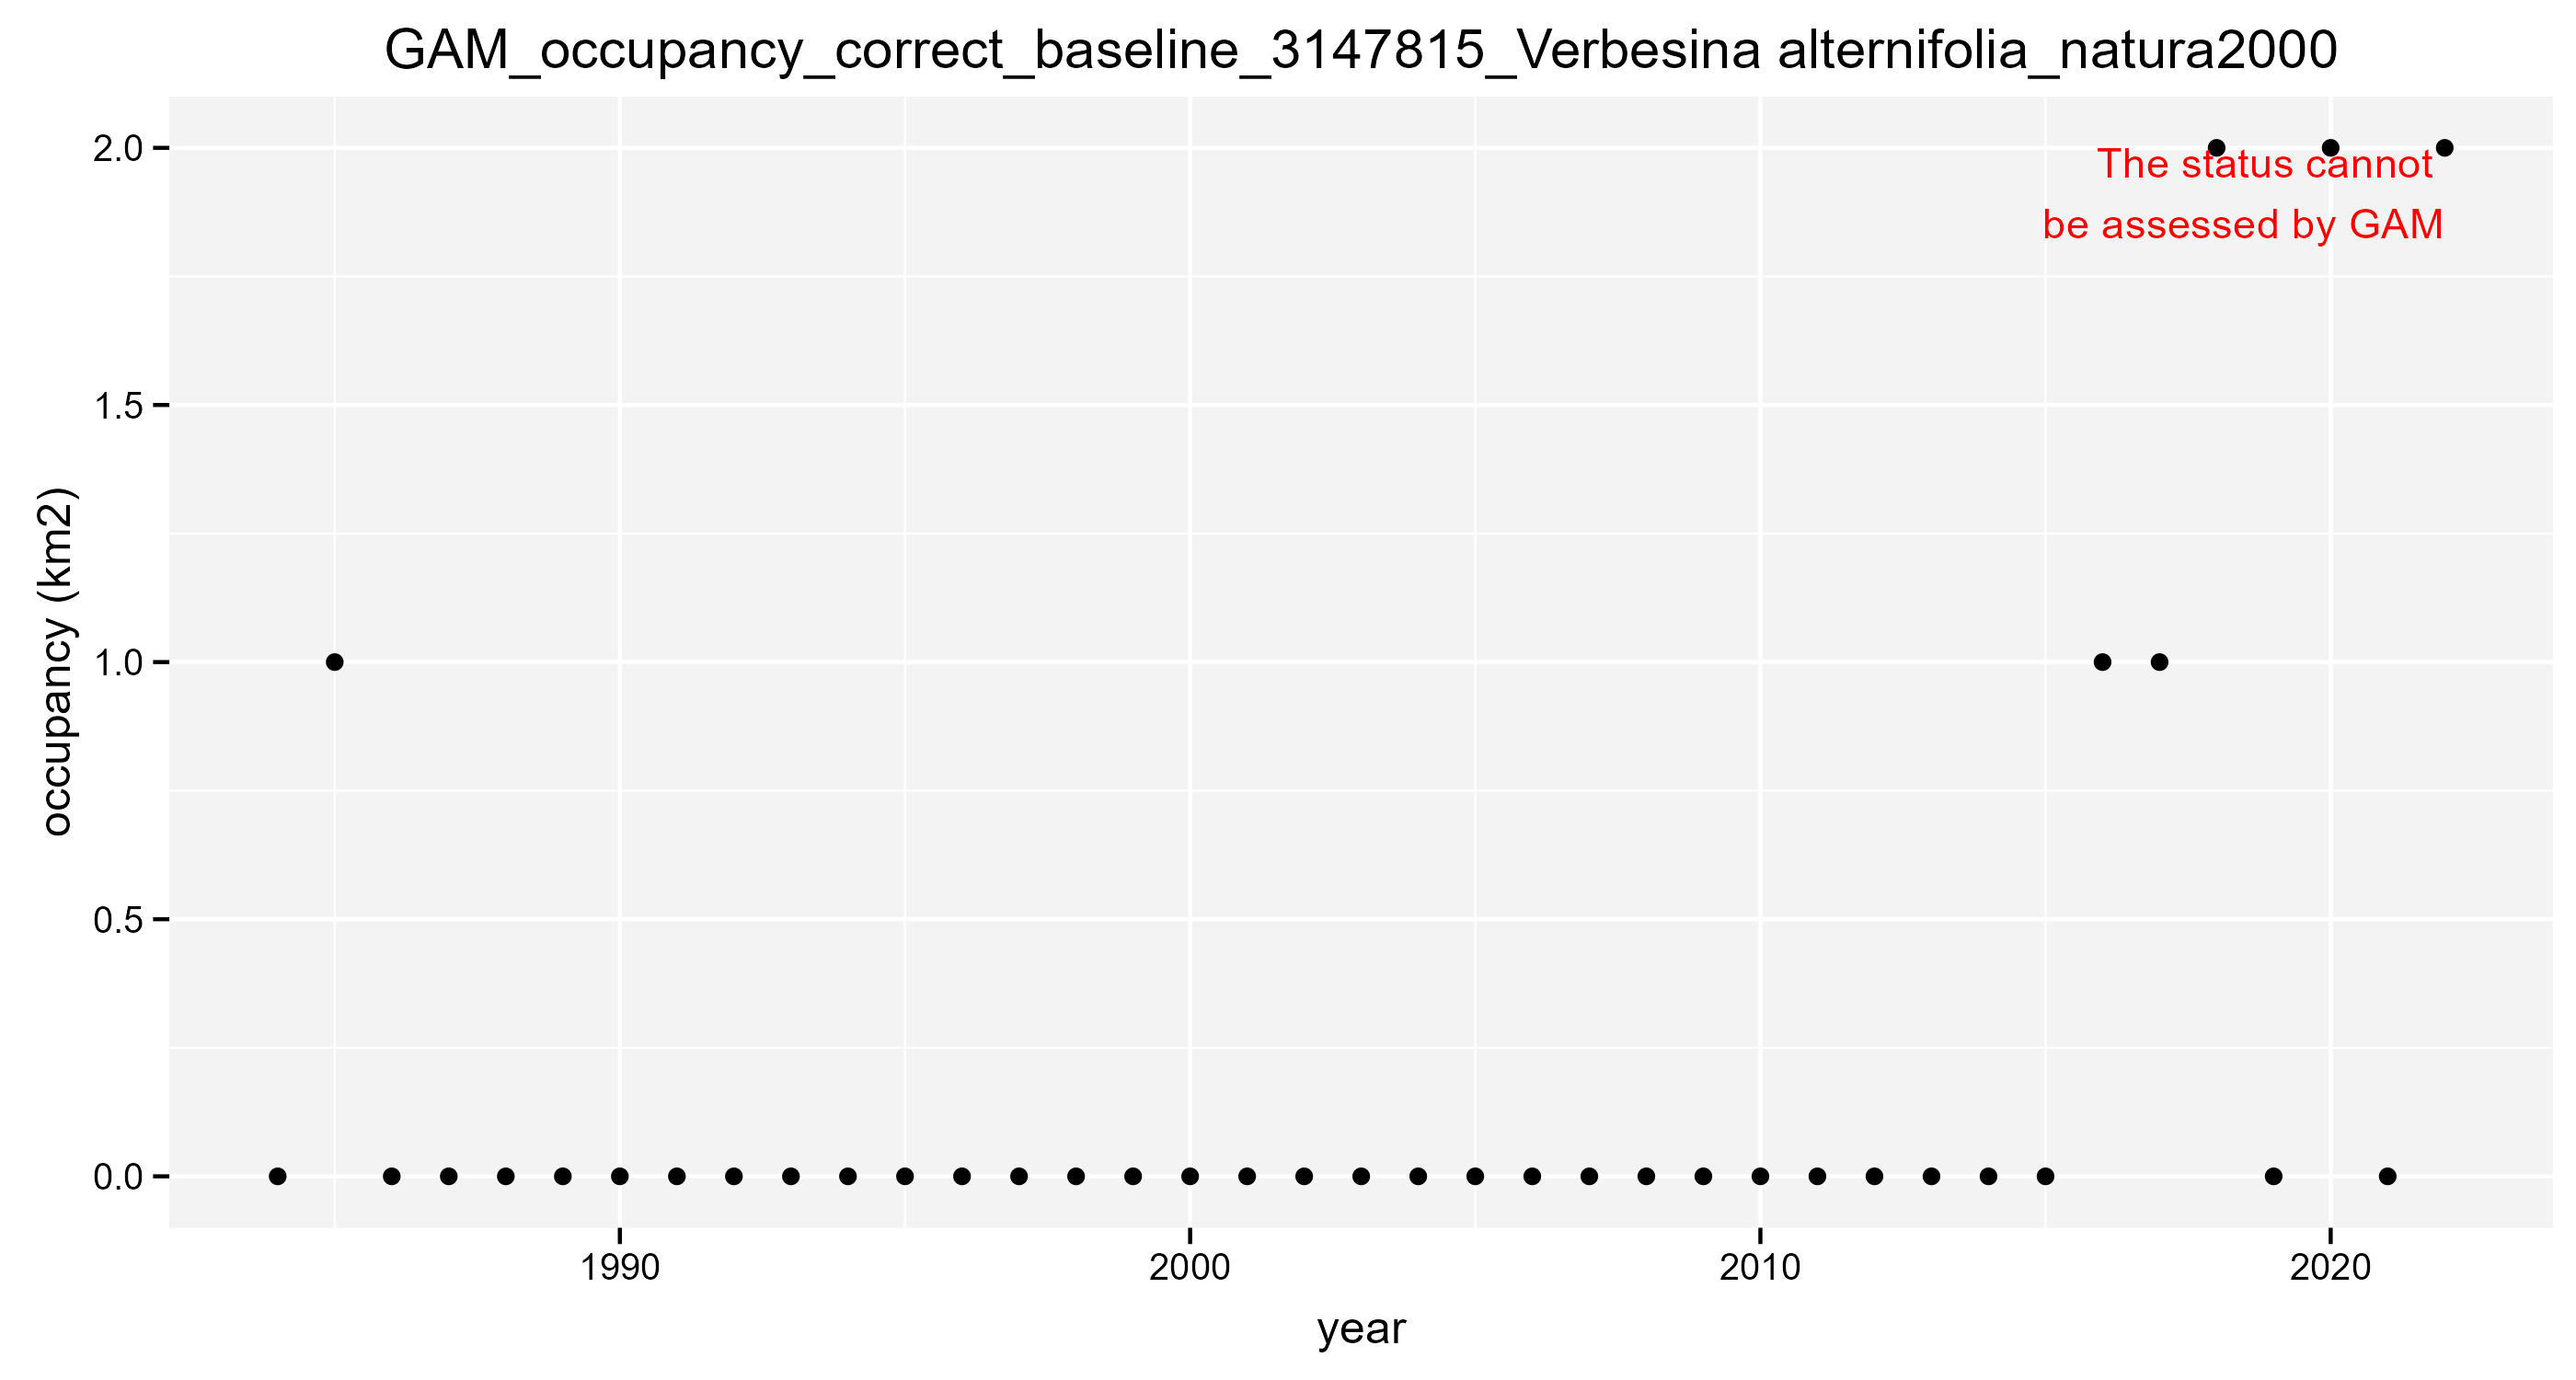 GAM_occupancy_correct_baseline_3147815_Verbesina alternifolia_natura2000
2.0
The status cannot
be assessed by GAM
1.5
occupancy (km2)
1.0
0.5
0.0
1990 2000 2010 2020
year